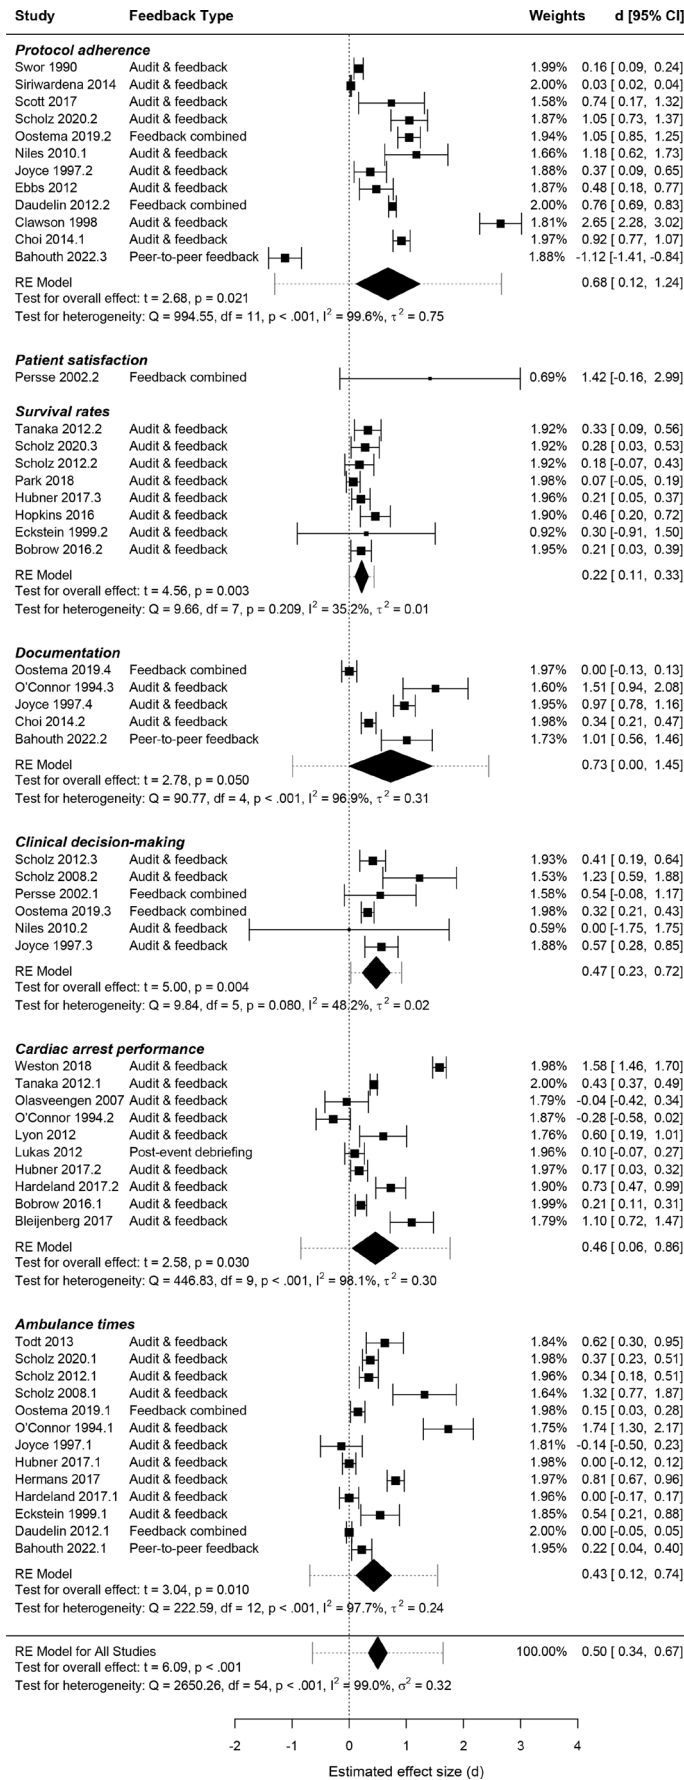 Study Feedback Type Weights d [95% CI]
Protocol adherence
Swor 1990 Audit & feedback 1.99% 0.16 [ 0.09, 0.24]
Siriwardena 2014 Audit & feedback 2.00% 0.03 [ 0.02, 0.04]
Scott 2017 Audit & feedback 1.58% 0.74 [ 0.17, 1.32]
Scholz 2020.2 Audit & feedback 1.87% 1.05 [ 0.73, 1.37]
Oostema 2019.2 Feedback combined 1.94% 1.05 [ 0.85, 1.25]
Niles 2010.1 Audit & feedback 1.66% 1.18 [ 0.62, 1.73]
Joyce 1997.2 Audit & feedback 1.88% 0.37 [ 0.09, 0.65]
Ebbs 2012 Audit & feedback 1.87% 0.48 [ 0.18, 0.77]
Daudelin 2012.2 Feedback combined 2.00% 0.76 [ 0.69, 0.83]
Clawson 1998 Audit & feedback 1.81% 2.65 [ 2.28, 3.02]
Choi 2014.1 Audit & feedback 1.97% 0.92 [ 0.77, 1.07]
Bahouth 2022.3 Peer-to-peer feedback 1.88% -1.12 [-1.41, -0.84]
RE Model 0.68 [ 0.12, 1.24]
Test for overall effect: t = 2.68, p = 0.021
Test for heterogeneity: Q = 994.55, df = 11, p < .001, I² = 99.6%, τ² = 0.75
Patient satisfaction
Persse 2002.2 Feedback combined 0.69% 1.42 [-0.16, 2.99]
Survival rates
Tanaka 2012.2 Audit & feedback 1.92% 0.33 [ 0.09, 0.56]
Scholz 2020.3 Audit & feedback 1.92% 0.28 [ 0.03, 0.53]
Scholz 2012.2 Audit & feedback 1.92% 0.18 [-0.07, 0.43]
Park 2018 Audit & feedback 1.98% 0.07 [-0.05, 0.19]
Hubner 2017.3 Audit & feedback 1.96% 0.21 [ 0.05, 0.37]
Hopkins 2016 Audit & feedback 1.90% 0.46 [ 0.20, 0.72]
Eckstein 1999.2 Audit & feedback 0.92% 0.30 [-0.91, 1.50]
Bobrow 2016.2 Audit & feedback 1.95% 0.21 [ 0.03, 0.39]
RE Model 0.22 [ 0.11, 0.33]
Test for overall effect: t = 4.56, p = 0.003
Test for heterogeneity: Q = 9.66, df = 7, p = 0.209, I² = 35.2%, τ² = 0.01
Documentation
Oostema 2019.4 Feedback combined 1.97% 0.00 [-0.13, 0.13]
O'Connor 1994.3 Audit & feedback 1.60% 1.51 [ 0.94, 2.08]
Joyce 1997.4 Audit & feedback 1.95% 0.97 [ 0.78, 1.16]
Choi 2014.2 Audit & feedback 1.98% 0.34 [ 0.21, 0.47]
Bahouth 2022.2 Peer-to-peer feedback 1.73% 1.01 [ 0.56, 1.46]
RE Model 0.73 [ 0.00, 1.45]
Test for overall effect: t = 2.78, p = 0.050
Test for heterogeneity: Q = 90.77, df = 4, p < .001, I² = 96.9%, τ² = 0.31
Clinical decision-making
Scholz 2012.3 Audit & feedback 1.93% 0.41 [ 0.19, 0.64]
Scholz 2008.2 Audit & feedback 1.53% 1.23 [ 0.59, 1.88]
Persse 2002.1 Feedback combined 1.58% 0.54 [-0.08, 1.17]
Oostema 2019.3 Feedback combined 1.98% 0.32 [ 0.21, 0.43]
Niles 2010.2 Audit & feedback 0.59% 0.00 [-1.75, 1.75]
Joyce 1997.3 Audit & feedback 1.88% 0.57 [ 0.28, 0.85]
RE Model 0.47 [ 0.23, 0.72]
Test for overall effect: t = 5.00, p = 0.004
Test for heterogeneity: Q = 9.84, df = 5, p = 0.080, I² = 48.2%, τ² = 0.02
Cardiac arrest performance
Weston 2018 Audit & feedback 1.98% 1.58 [ 1.46, 1.70]
Tanaka 2012.1 Audit & feedback 2.00% 0.43 [ 0.37, 0.49]
Olasveengen 2007 Audit & feedback 1.79% -0.04 [-0.42, 0.34]
O'Connor 1994.2 Audit & feedback 1.87% -0.28 [-0.58, 0.02]
Lyon 2012 Audit & feedback 1.76% 0.60 [ 0.19, 1.01]
Lukas 2012 Post-event debriefing 1.96% 0.10 [-0.07, 0.27]
Hubner 2017.2 Audit & feedback 1.97% 0.17 [ 0.03, 0.32]
Hardeland 2017.2 Audit & feedback 1.90% 0.73 [ 0.47, 0.99]
Bobrow 2016.1 Audit & feedback 1.99% 0.21 [ 0.11, 0.31]
Bleijenberg 2017 Audit & feedback 1.79% 1.10 [ 0.72, 1.47]
RE Model 0.46 [ 0.06, 0.86]
Test for overall effect: t = 2.58, p = 0.030
Test for heterogeneity: Q = 446.83, df = 9, p < .001, I² = 98.1%, τ² = 0.30
Ambulance times
Todt 2013 Audit & feedback 1.84% 0.62 [ 0.30, 0.95]
Scholz 2020.1 Audit & feedback 1.98% 0.37 [ 0.23, 0.51]
Scholz 2012.1 Audit & feedback 1.96% 0.34 [ 0.18, 0.51]
Scholz 2008.1 Audit & feedback 1.64% 1.32 [ 0.77, 1.87]
Oostema 2019.1 Feedback combined 1.98% 0.15 [ 0.03, 0.28]
O'Connor 1994.1 Audit & feedback 1.75% 1.74 [ 1.30, 2.17]
Joyce 1997.1 Audit & feedback 1.81% -0.14 [-0.50, 0.23]
Hubner 2017.1 Audit & feedback 1.98% 0.00 [-0.12, 0.12]
Hermans 2017 Audit & feedback 1.97% 0.81 [ 0.67, 0.96]
Hardeland 2017.1 Audit & feedback 1.96% 0.00 [-0.17, 0.17]
Eckstein 1999.1 Audit & feedback 1.85% 0.54 [ 0.21, 0.88]
Daudelin 2012.1 Feedback combined 2.00% 0.00 [-0.05, 0.05]
Bahouth 2022.1 Peer-to-peer feedback 1.95% 0.22 [ 0.04, 0.40]
RE Model 0.43 [ 0.12, 0.74]
Test for overall effect: t = 3.04, p = 0.010
Test for heterogeneity: Q = 222.59, df = 12, p < .001, I² = 97.7%, τ² = 0.24
RE Model for All Studies 100.00% 0.50 [ 0.34, 0.67]
Test for overall effect: t = 6.09, p < .001
Test for heterogeneity: Q = 2650.26, df = 54, p < .001, I² = 99.0%, σ² = 0.32
-2 -1 0 1 2 3 4
Estimated effect size (d)